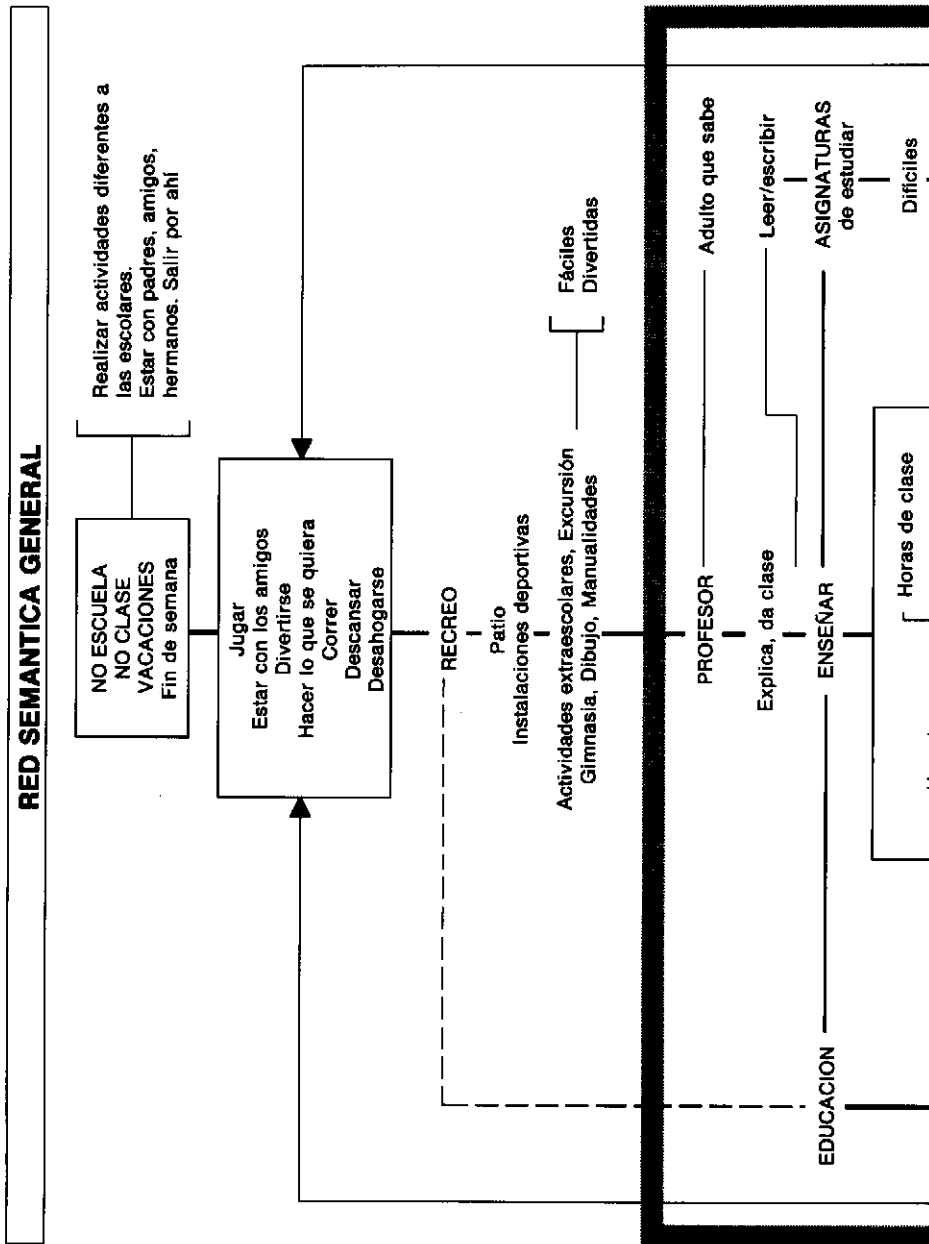 RED SEMANTICA GENERAL
NO ESCUELA
NO CLASE
VACACIONES
Fin de semana
Realizar actividades diferentes a
las escolares.
Estar con padres, amigos,
hermanos. Salir por ahí
Jugar
Estar con los amigos
Divertirse
Hacer lo que se quiera
Correr
Descansar
Desahogarse
RECREO
Patio
Instalaciones deportivas
Actividades extraescolares, Excursión
Gimnasia, Dibujo, Manualidades
Fáciles
Divertidas
PROFESOR
Adulto que sabe
Explica, da clase
Leer/escribir
EDUCACION
ENSEÑAR
ASIGNATURAS
de estudiar
Difíciles
Horas de clase